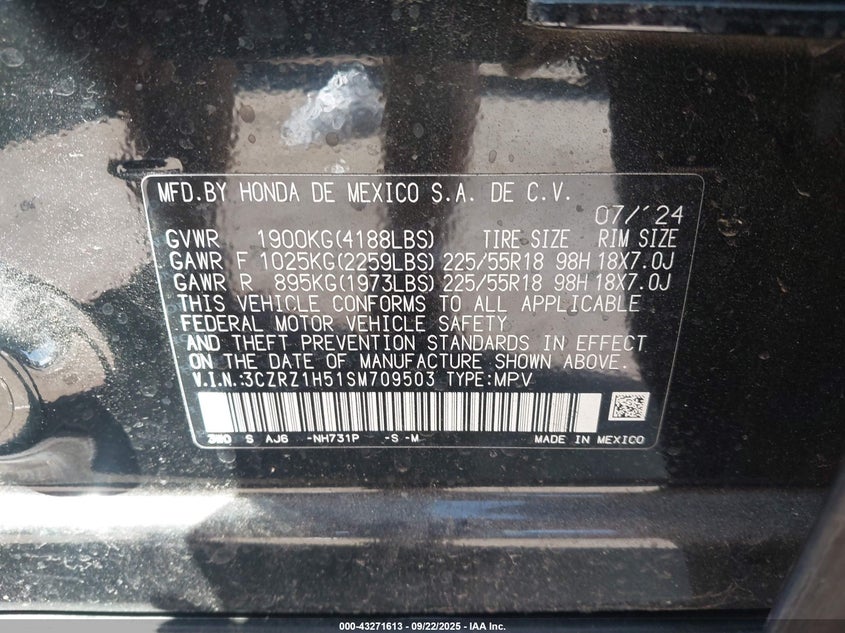 MFD.BY HONDA DE MEXICO S.A. DE C.V.
07/'24
GVWR 1900KG(4188LBS) TIRE SIZE RIM SIZE
GAWR F 1025KG(2259LBS) 225/55R18 98H 18X7.0J
GAWR R 895KG(1973LBS) 225/55R18 98H 18X7.0J
THIS VEHICLE CONFORMS TO ALL APPLICABLE
FEDERAL MOTOR VEHICLE SAFETY
AND THEFT PREVENTION STANDARDS IN EFFECT
ON THE DATE OF MANUFACTURE SHOWN ABOVE.
V.I.N.:3CZRZ1H51SM709503 TYPE:MPV
3W0 S AJ6 -NH731P -S -M MADE IN MEXICO
000-43271613 - 09/22/2025 - IAA Inc.